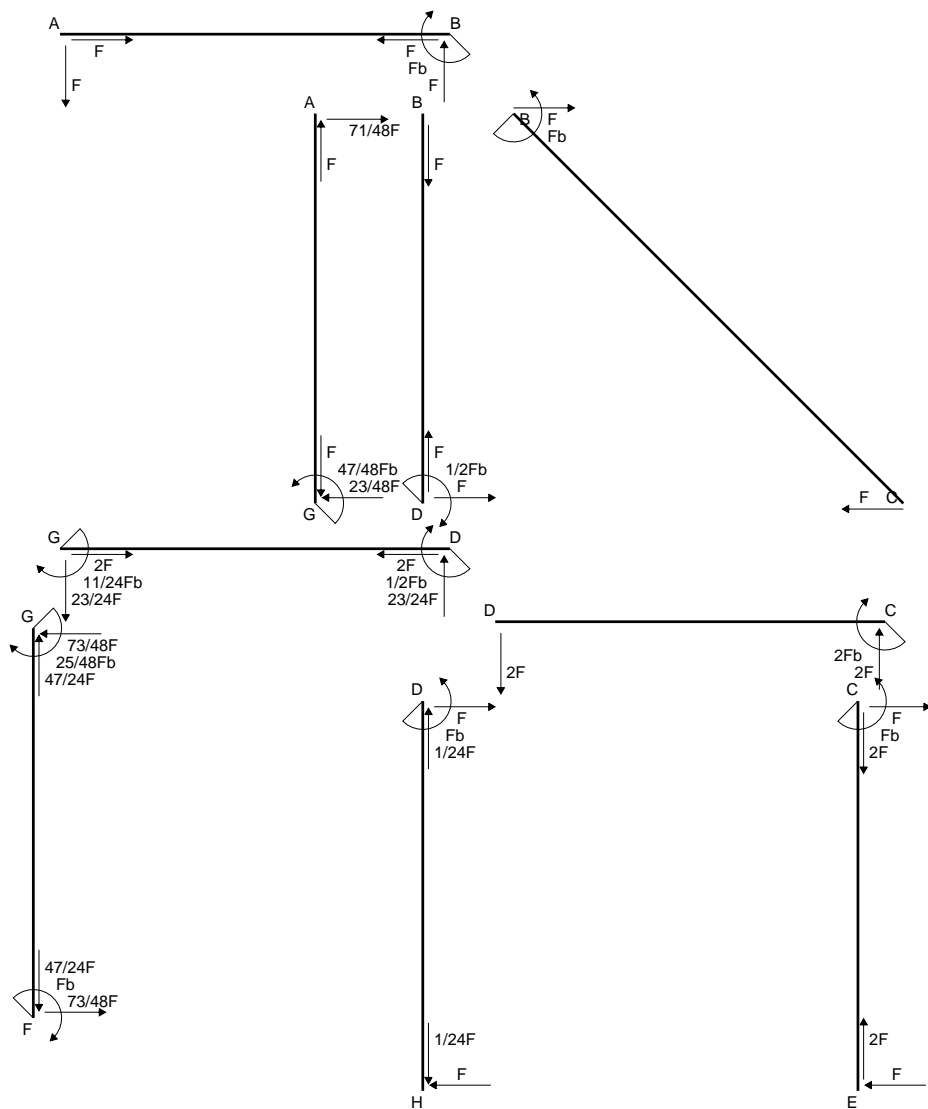 A B
F F
Fb
F F
A B
71/48F
F F
B F
Fb
F F C
47/48Fb 1/2Fb
23/48F F
G D
G D
2F 2F
11/24Fb 1/2Fb
23/24F 23/24F
G D C
73/48F
25/48Fb 2Fb
47/24F 2F 2F
D C
F F
Fb Fb
1/24F 2F
47/24F
Fb
73/48F
F
1/24F 2F
F F
H E